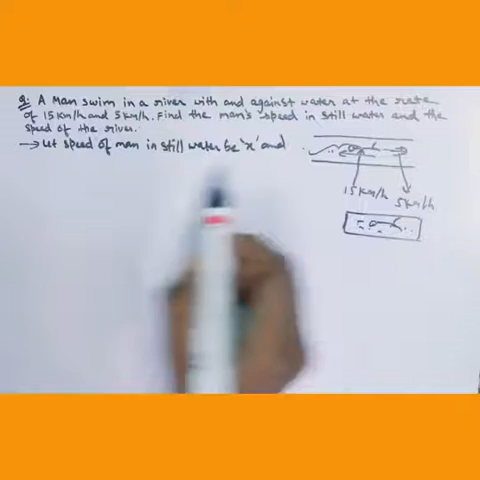 Q: A Man swim in a river with and against water at the rate
of 15 Km/h and 5 Km/h. Find the man's speed in still water and the
speed of the river.
→ Let speed of man in still water be 'x' and
15 Km/h
5 Km/h